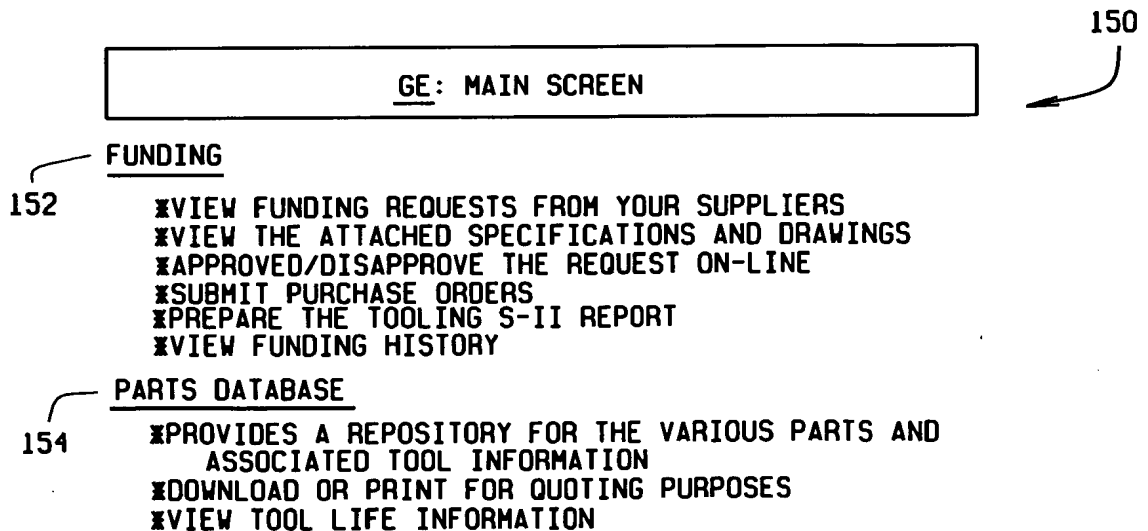 150
GE: MAIN SCREEN
FUNDING
152
*VIEW FUNDING REQUESTS FROM YOUR SUPPLIERS
*VIEW THE ATTACHED SPECIFICATIONS AND DRAWINGS
*APPROVED/DISAPPROVE THE REQUEST ON-LINE
*SUBMIT PURCHASE ORDERS
*PREPARE THE TOOLING S-II REPORT
*VIEW FUNDING HISTORY
PARTS DATABASE
154
*PROVIDES A REPOSITORY FOR THE VARIOUS PARTS AND
ASSOCIATED TOOL INFORMATION
*DOWNLOAD OR PRINT FOR QUOTING PURPOSES
*VIEW TOOL LIFE INFORMATION